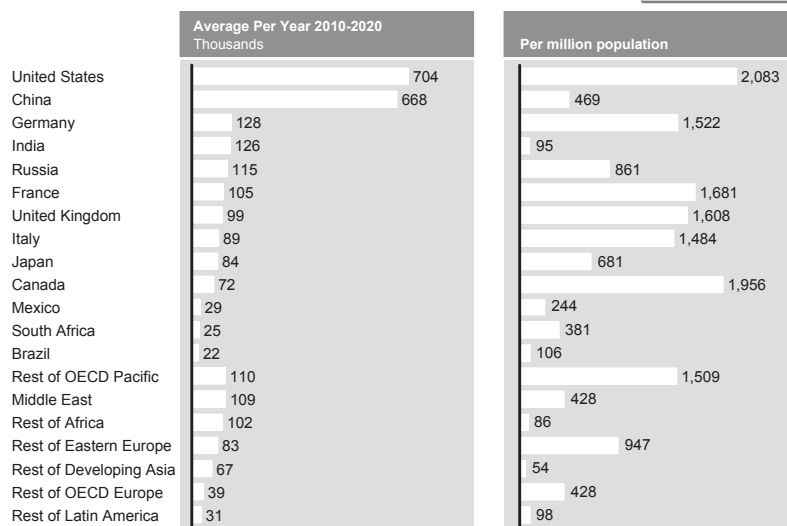 Average Per Year 2010-2020
Thousands
Per million population
United States 704 2,083
China 668 469
Germany 128 1,522
India 126 95
Russia 115 861
France 105 1,681
United Kingdom 99 1,608
Italy 89 1,484
Japan 84 681
Canada 72 1,956
Mexico 29 244
South Africa 25 381
Brazil 22 106
Rest of OECD Pacific 110 1,509
Middle East 109 428
Rest of Africa 102 86
Rest of Eastern Europe 83 947
Rest of Developing Asia 67 54
Rest of OECD Europe 39 428
Rest of Latin America 31 98